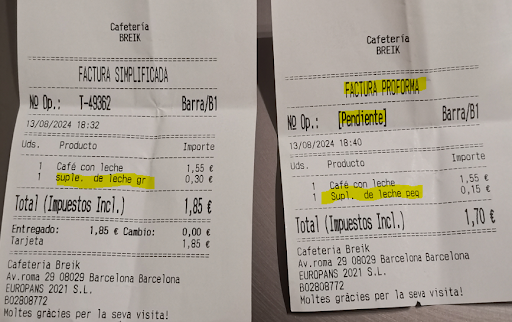 Cafeteria
BREIK
FACTURA SIMPLIFICADA
Nº Op.: T-49362 Barra/B1
13/08/2024 18:32
Uds. Producto Importe
1 Café con leche 1,55 €
1 suple. de leche gr 0,30 €
Total (Impuestos Incl.) 1,85 €
Entregado: 1,85 € Cambio: 0,00 €
Tarjeta 1,85 €
Cafeteria Breik
Av.roma 29 08029 Barcelona Barcelona
EUROPANS 2021 S.L.
B02808772
Moltes gràcies per la seva visita!
Cafeteria
BREIK
FACTURA PROFORMA
Nº Op.: [Pendiente] Barra/B1
13/08/2024 18:40
Uds. Producto Importe
1 Café con leche 1,55 €
1 Supl. de leche peq 0,15 €
Total (Impuestos Incl.) 1,70 €
Cafeteria Breik
Av.roma 29 08029 Barcelona Barcelona
EUROPANS 2021 S.L.
B02808772
Moltes gràcies per la seva visita!